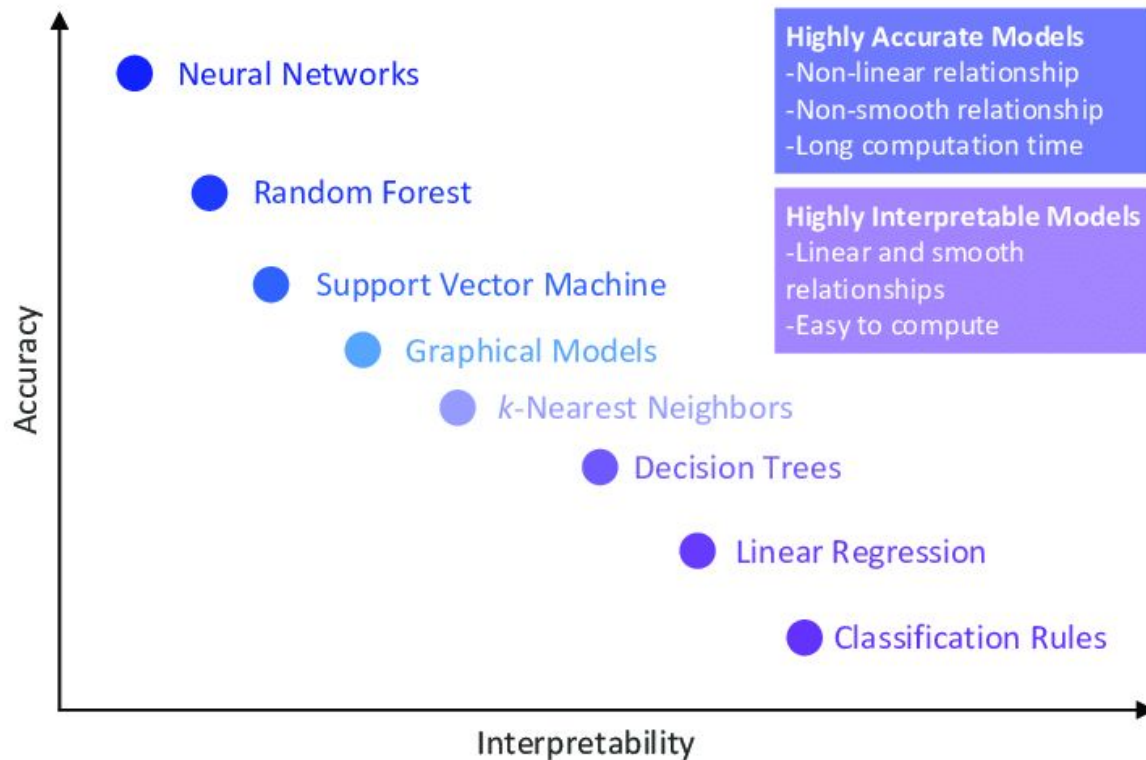 Highly Accurate Models
-Non-linear relationship
-Non-smooth relationship
-Long computation time
Highly Interpretable Models
-Linear and smooth
relationships
-Easy to compute
Neural Networks
Random Forest
Support Vector Machine
Graphical Models
k-Nearest Neighbors
Decision Trees
Linear Regression
Classification Rules
Accuracy
Interpretability